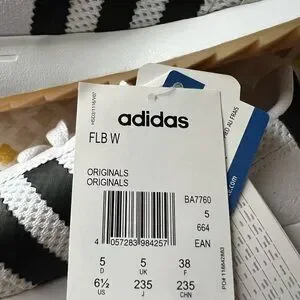 adidas
FLB W
ORIGINALS
ORIGINALS
BA7760
5
664
4 057283 984257 EAN
5 5 38
D UK F
6½ 235 235
US J CHN